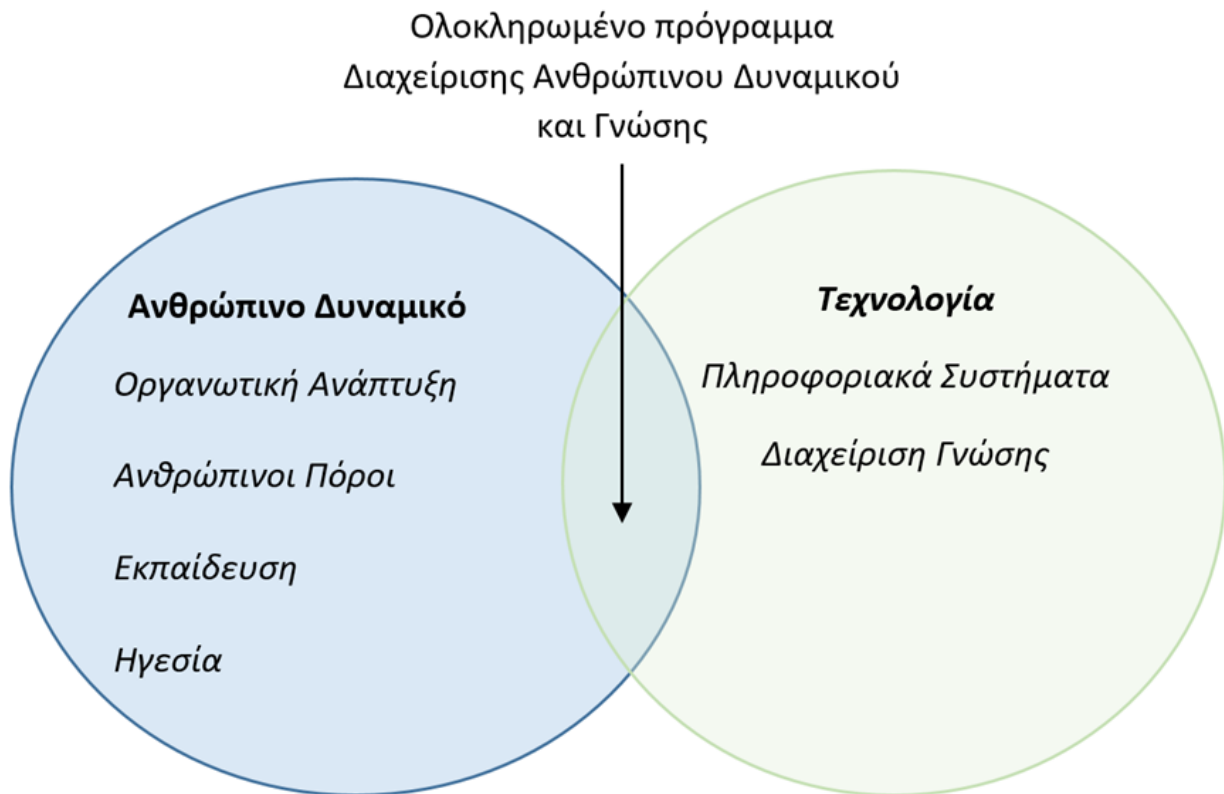 Ολοκληρωμένο πρόγραμμα
Διαχείρισης Ανθρώπινου Δυναμικού
και Γνώσης
Ανθρώπινο Δυναμικό
Οργανωτική Ανάπτυξη
Ανθρώπινοι Πόροι
Εκπαίδευση
Ηγεσία
Τεχνολογία
Πληροφοριακά Συστήματα
Διαχείριση Γνώσης